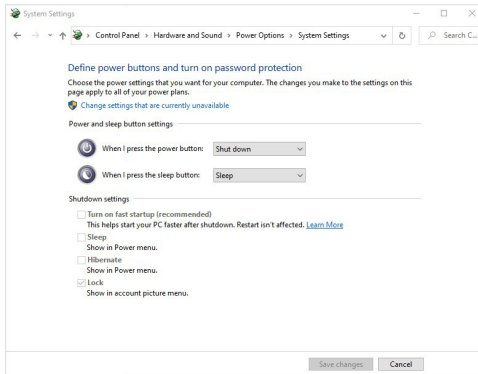 System Settings
Control Panel > Hardware and Sound > Power Options > System Settings
Search C...
Define power buttons and turn on password protection
Choose the power settings that you want for your computer. The changes you make to the settings on this
page apply to all of your power plans.
Change settings that are currently unavailable
Power and sleep button settings
When I press the power button: Shut down
When I press the sleep button: Sleep
Shutdown settings
Turn on fast startup (recommended)
This helps start your PC faster after shutdown. Restart isn't affected. Learn More
Sleep
Show in Power menu.
Hibernate
Show in Power menu.
Lock
Show in account picture menu.
Save changes Cancel